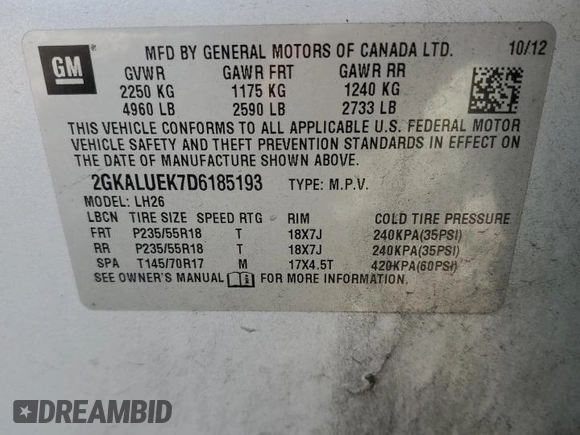 GM
MFD BY GENERAL MOTORS OF CANADA LTD. 10/12
GVWR GAWR FRT GAWR RR
2250 KG 1175 KG 1240 KG
4960 LB 2590 LB 2733 LB
THIS VEHICLE CONFORMS TO ALL APPLICABLE U.S. FEDERAL MOTOR
VEHICLE SAFETY AND THEFT PREVENTION STANDARDS IN EFFECT ON
THE DATE OF MANUFACTURE SHOWN ABOVE.
2GKALUEK7D6185193 TYPE: M.P.V.
MODEL: LH26
LBCN TIRE SIZE SPEED RTG RIM COLD TIRE PRESSURE
FRT P235/55R18 T 18X7J 240KPA(35PSI)
RR P235/55R18 T 18X7J 240KPA(35PSI)
SPA T145/70R17 M 17X4.5T 420KPA(60PSI)
SEE OWNER'S MANUAL FOR MORE INFORMATION.
DREAMBID